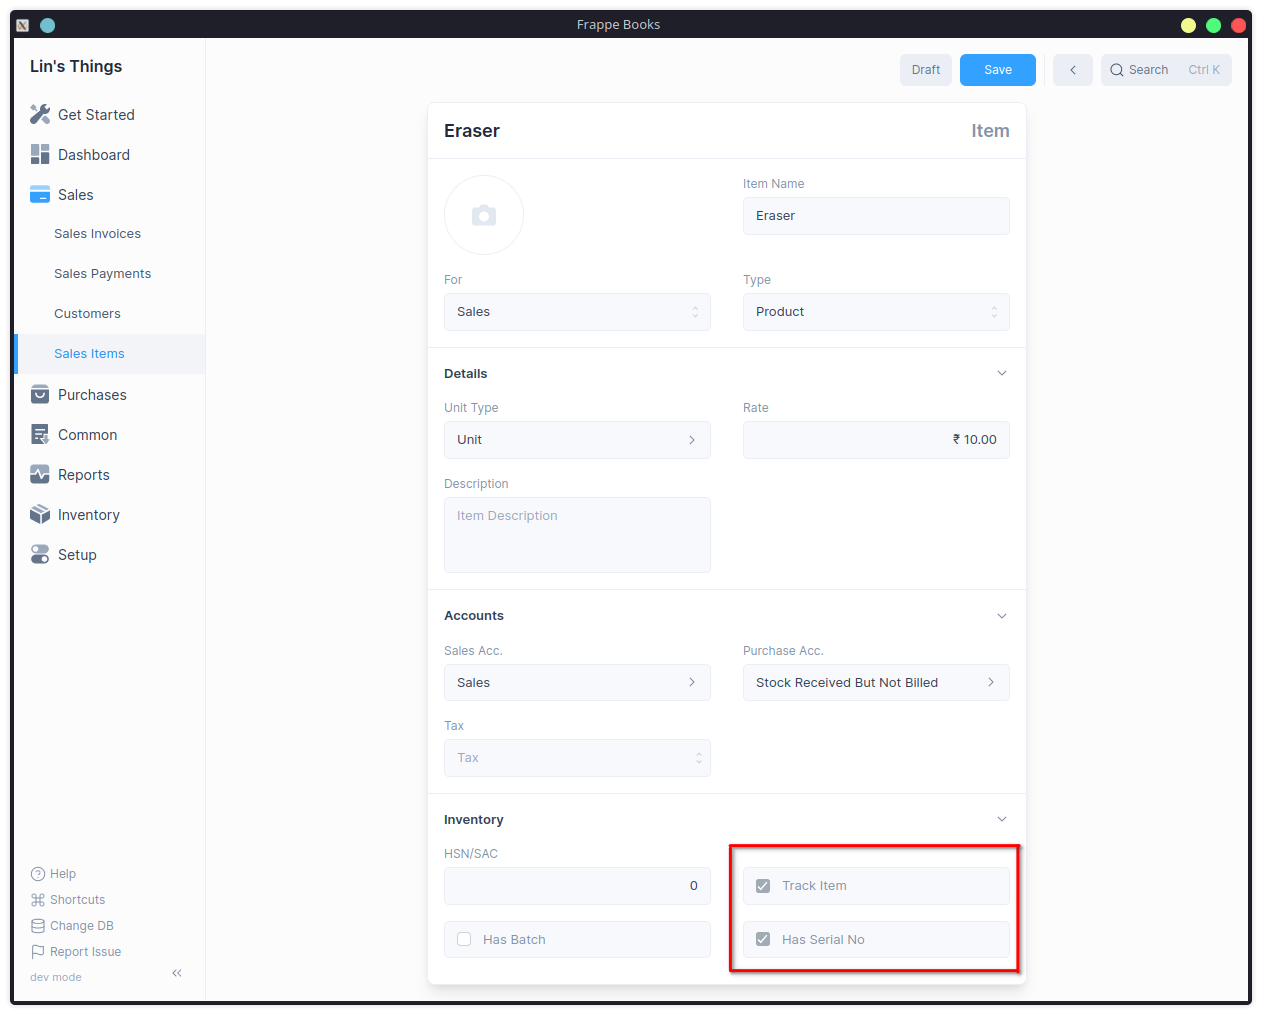 Frappe Books
Lin's Things
Get Started
Dashboard
Sales
Sales Invoices
Sales Payments
Customers
Sales Items
Purchases
Common
Reports
Inventory
Setup
Help
Shortcuts
Change DB
Report Issue
dev mode
Draft
Save
Search Ctrl K
Eraser Item
Item Name
Eraser
For Type
Sales Product
Details
Unit Type Rate
Unit ₹ 10.00
Description
Item Description
Accounts
Sales Acc. Purchase Acc.
Sales Stock Received But Not Billed
Tax
Tax
Inventory
HSN/SAC
0 Track Item
Has Batch Has Serial No